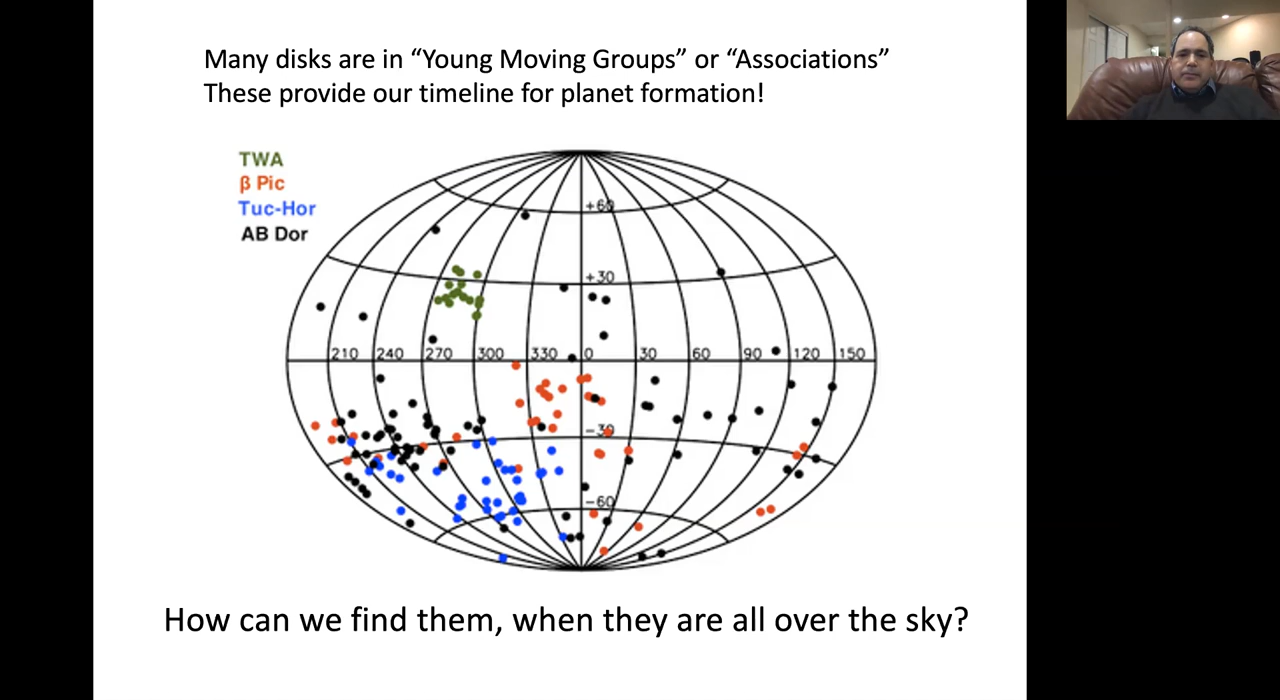 Many disks are in “Young Moving Groups” or “Associations”
These provide our timeline for planet formation!
TWA
β Pic
Tuc-Hor
AB Dor
+60
+30
210 240 270 300 330 0 30 60 90 120 150
−30
−60
How can we find them, when they are all over the sky?